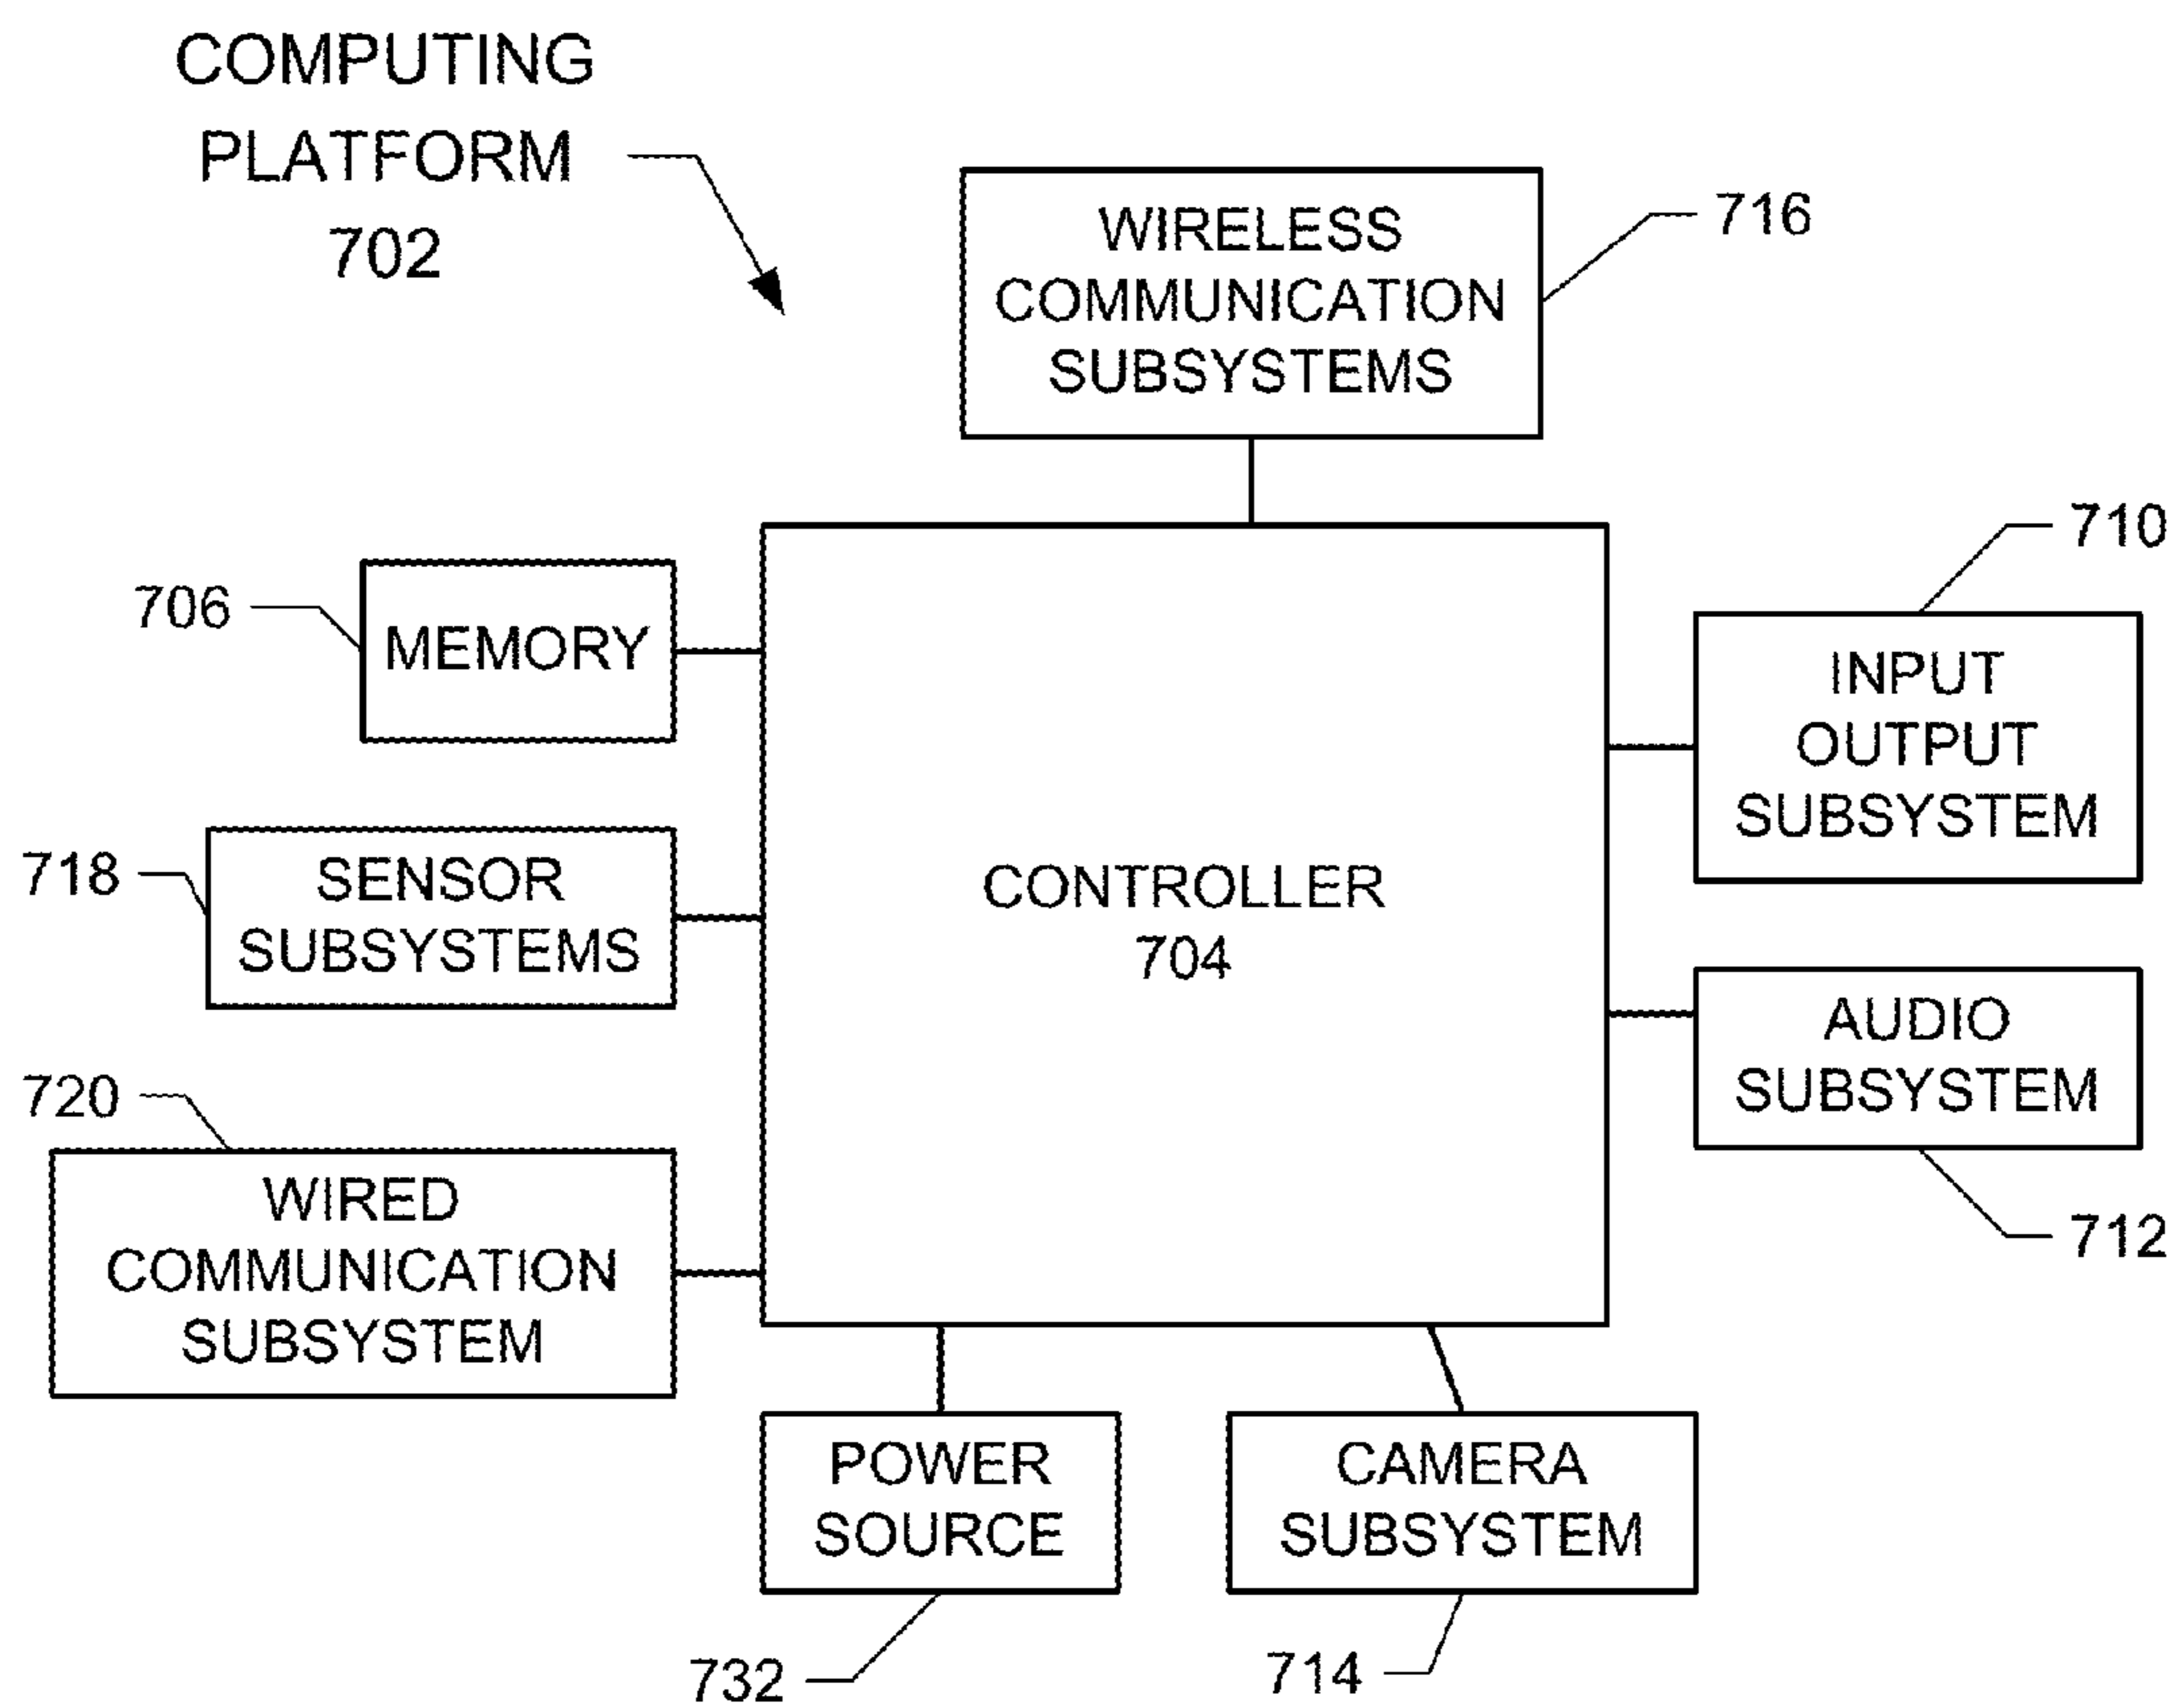 COMPUTING
PLATFORM
702
WIRELESS
COMMUNICATION
SUBSYSTEMS
716
706
MEMORY
710
INPUT
OUTPUT
SUBSYSTEM
718
SENSOR
SUBSYSTEMS
CONTROLLER
704
AUDIO
SUBSYSTEM
712
720
WIRED
COMMUNICATION
SUBSYSTEM
POWER
SOURCE
732
CAMERA
SUBSYSTEM
714